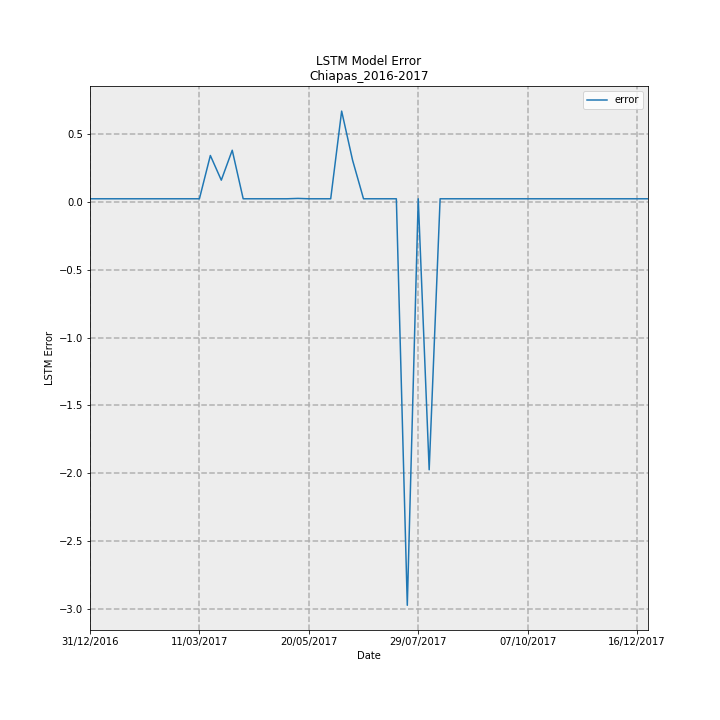 LSTM Model Error
Chiapas_2016-2017
error
0.5
0.0
−0.5
−1.0
−1.5
−2.0
−2.5
−3.0
LSTM Error
31/12/2016 11/03/2017 20/05/2017 29/07/2017 07/10/2017 16/12/2017
Date